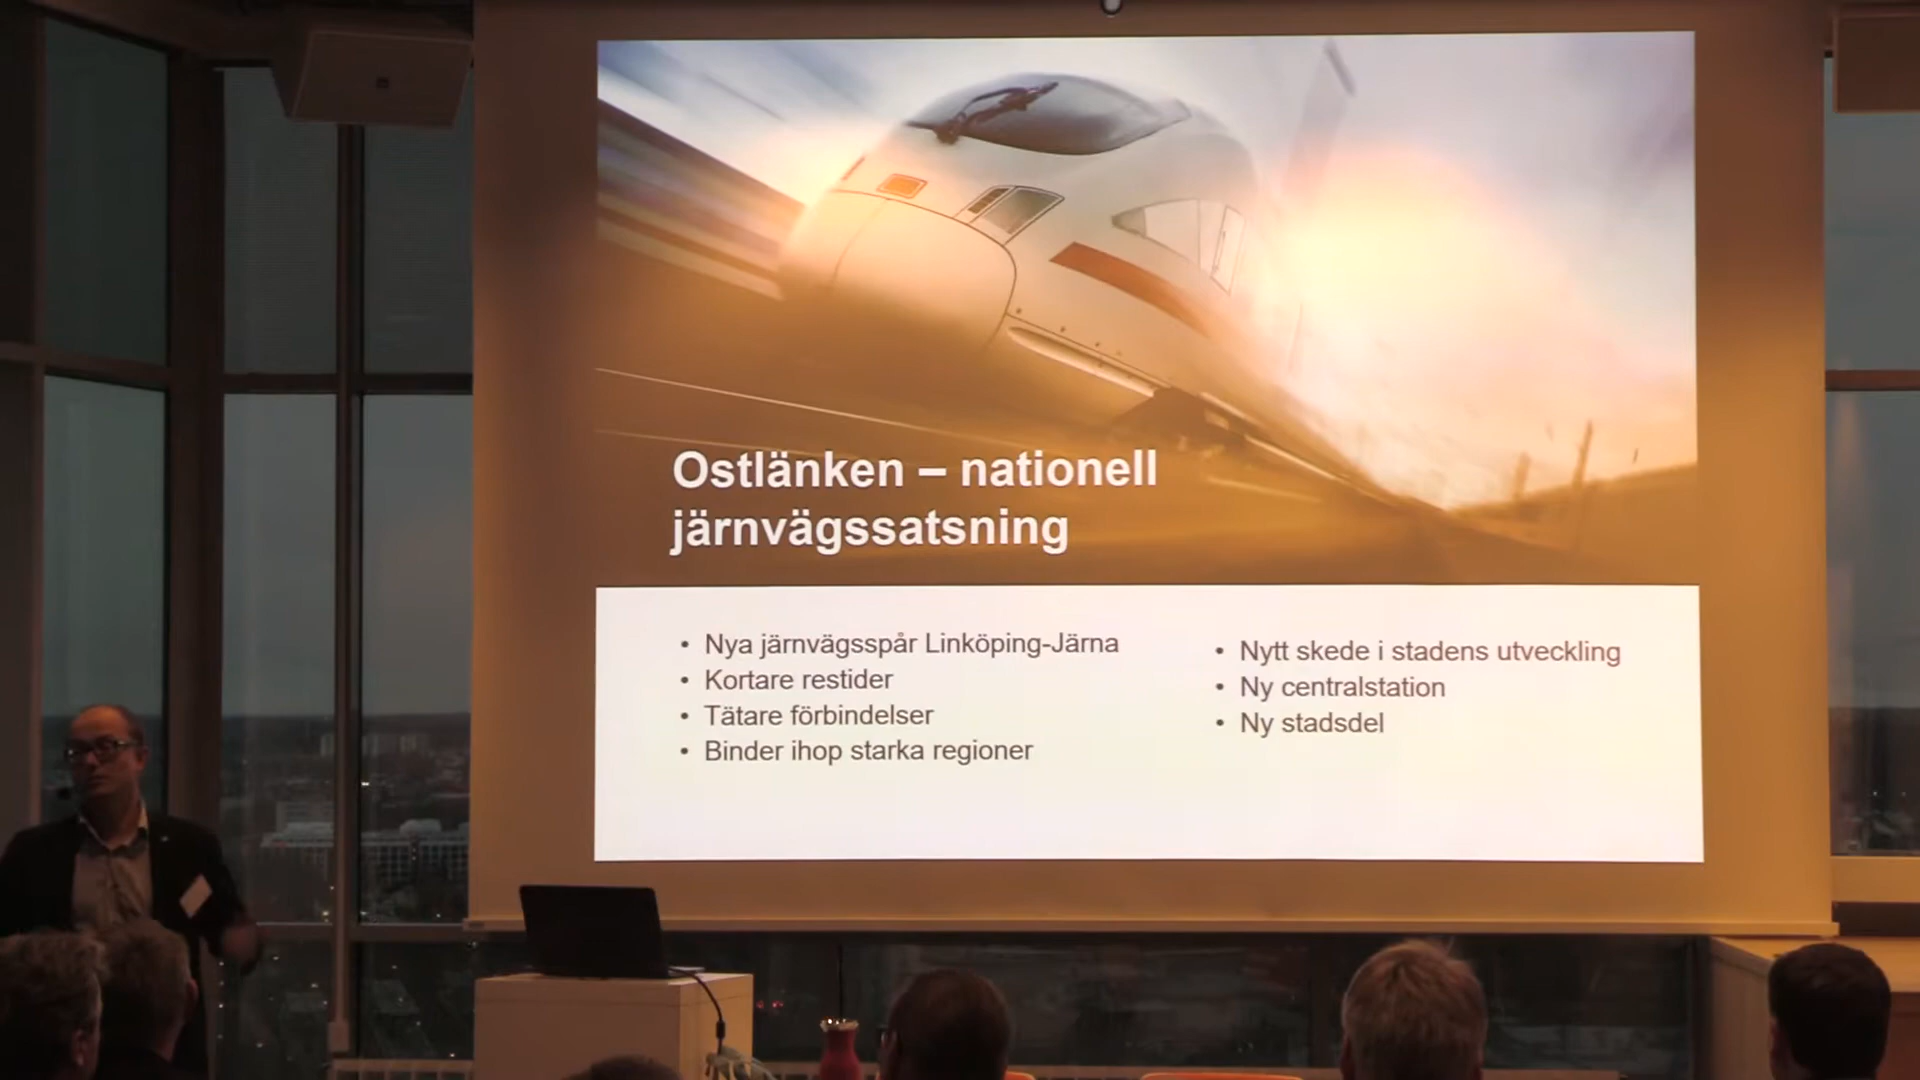 Ostlänken – nationell
järnvägssatsning
• Nya järnvägsspår Linköping-Järna
• Kortare restider
• Tätare förbindelser
• Binder ihop starka regioner
• Nytt skede i stadens utveckling
• Ny centralstation
• Ny stadsdel